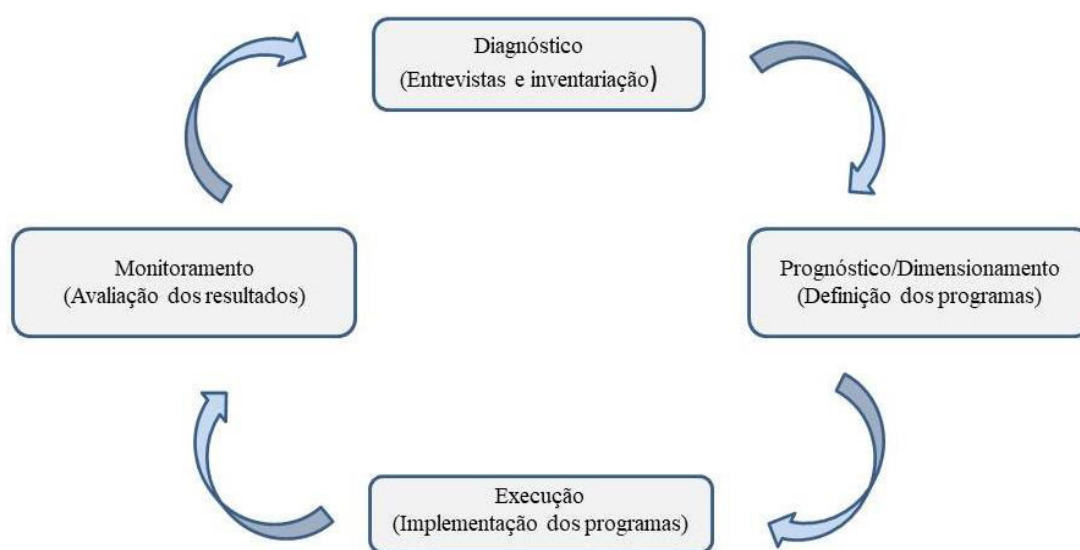 Diagnóstico
(Entrevistas e inventariação)
Prognóstico/Dimensionamento
(Definição dos programas)
Execução
(Implementação dos programas)
Monitoramento
(Avaliação dos resultados)